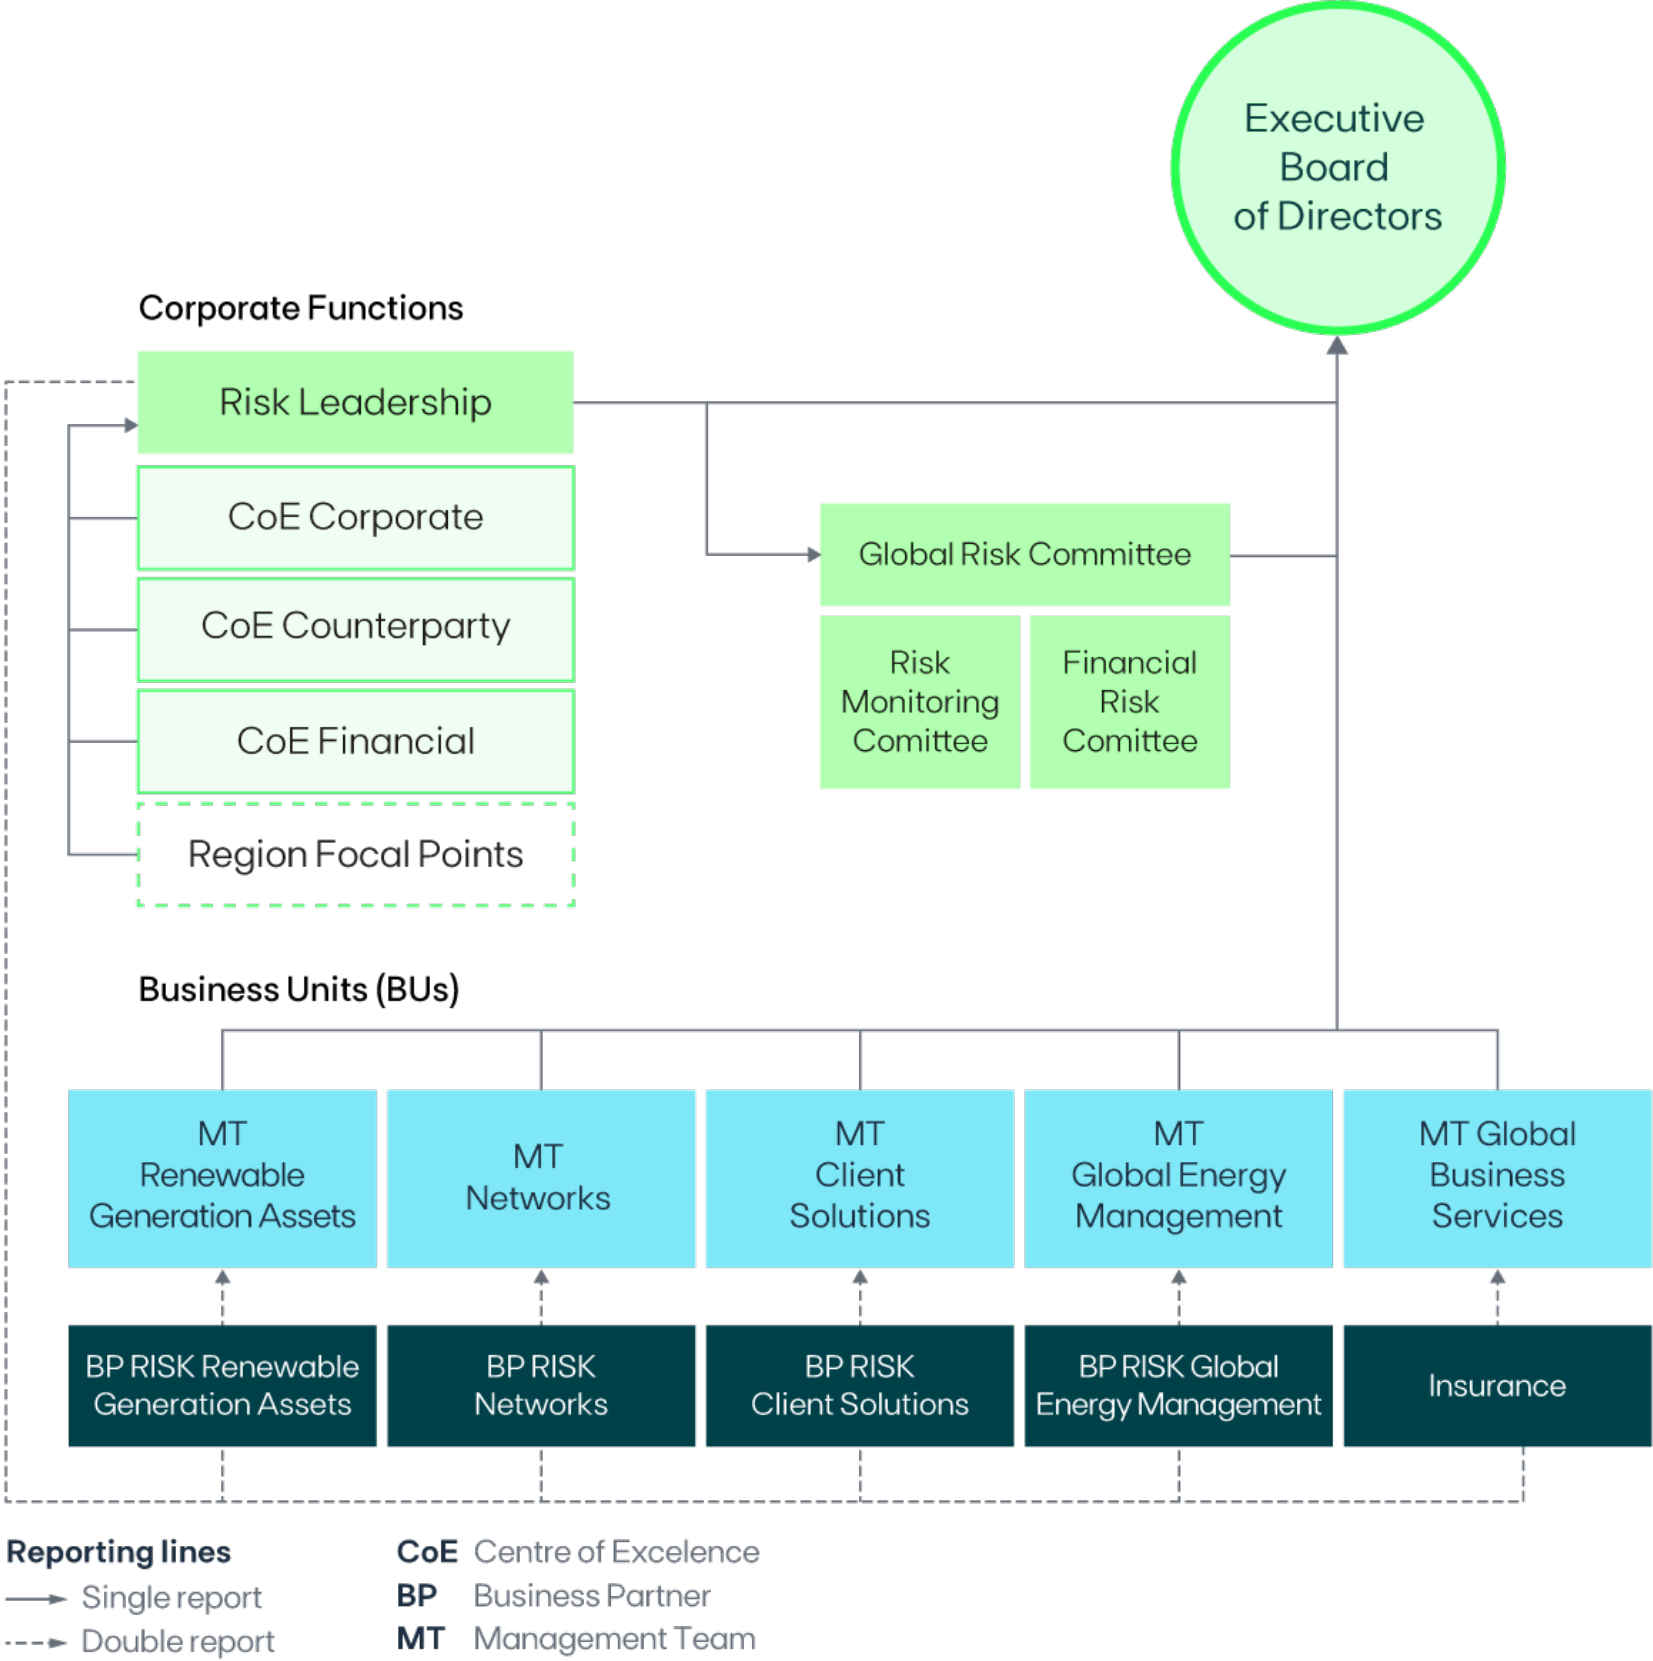 Executive
Board
of Directors
Corporate Functions
Risk Leadership
CoE Corporate
CoE Counterparty
CoE Financial
Region Focal Points
Global Risk Committee
Risk
Monitoring
Comittee
Financial
Risk
Comittee
Business Units (BUs)
MT
Renewable
Generation Assets
MT
Networks
MT
Client
Solutions
MT
Global Energy
Management
MT Global
Business
Services
BP RISK Renewable
Generation Assets
BP RISK
Networks
BP RISK
Client Solutions
BP RISK Global
Energy Management
Insurance
Reporting lines
Single report
Double report
CoE Centre of Excelence
BP Business Partner
MT Management Team